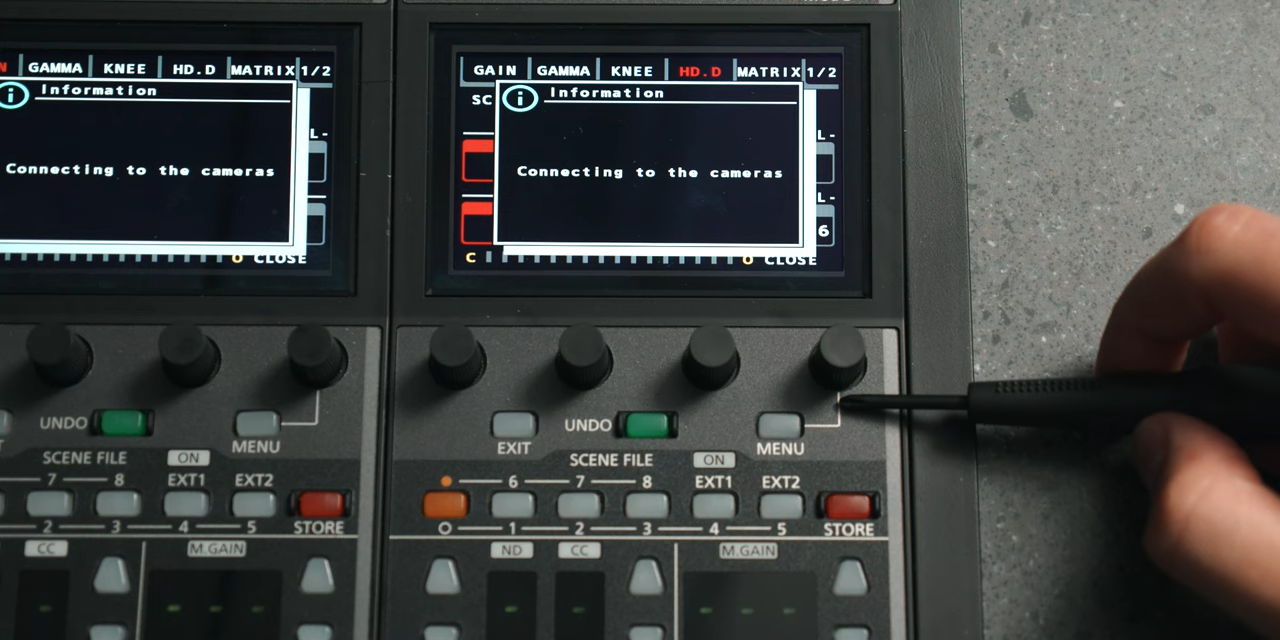 GAMMA KNEE HD.D MATRIX 1/2
Information
L-
Connecting to the cameras
O CLOSE
GAIN GAMMA KNEE HD.D MATRIX 1/2
SC
Information
L-
Connecting to the cameras
L-
6
C
O CLOSE
UNDO
MENU
SCENE FILE
ON
7 8 EXT1 EXT2
2 3 4 5 STORE
CC M.GAIN
EXIT
UNDO
MENU
SCENE FILE
ON
6 7 8 EXT1 EXT2
O 1 2 3 4 5 STORE
ND CC M.GAIN